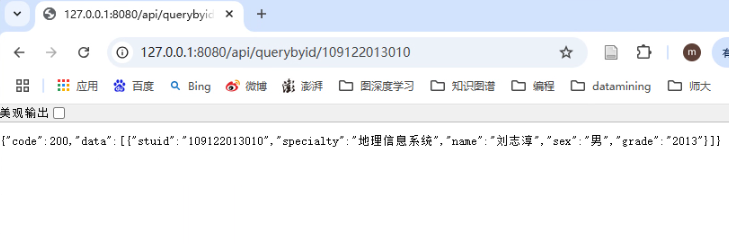 127.0.0.1:8080/api/querybyid
127.0.0.1:8080/api/querybyid/109122013010
m
应用 百度 Bing 微博 澎湃 图深度学习 知识图谱 编程 datamining 师大
美观输出
{"code":200,"data":[{"stuid":"109122013010","specialty":"地理信息系统","name":"刘志淳","sex":"男","grade":"2013"}]}